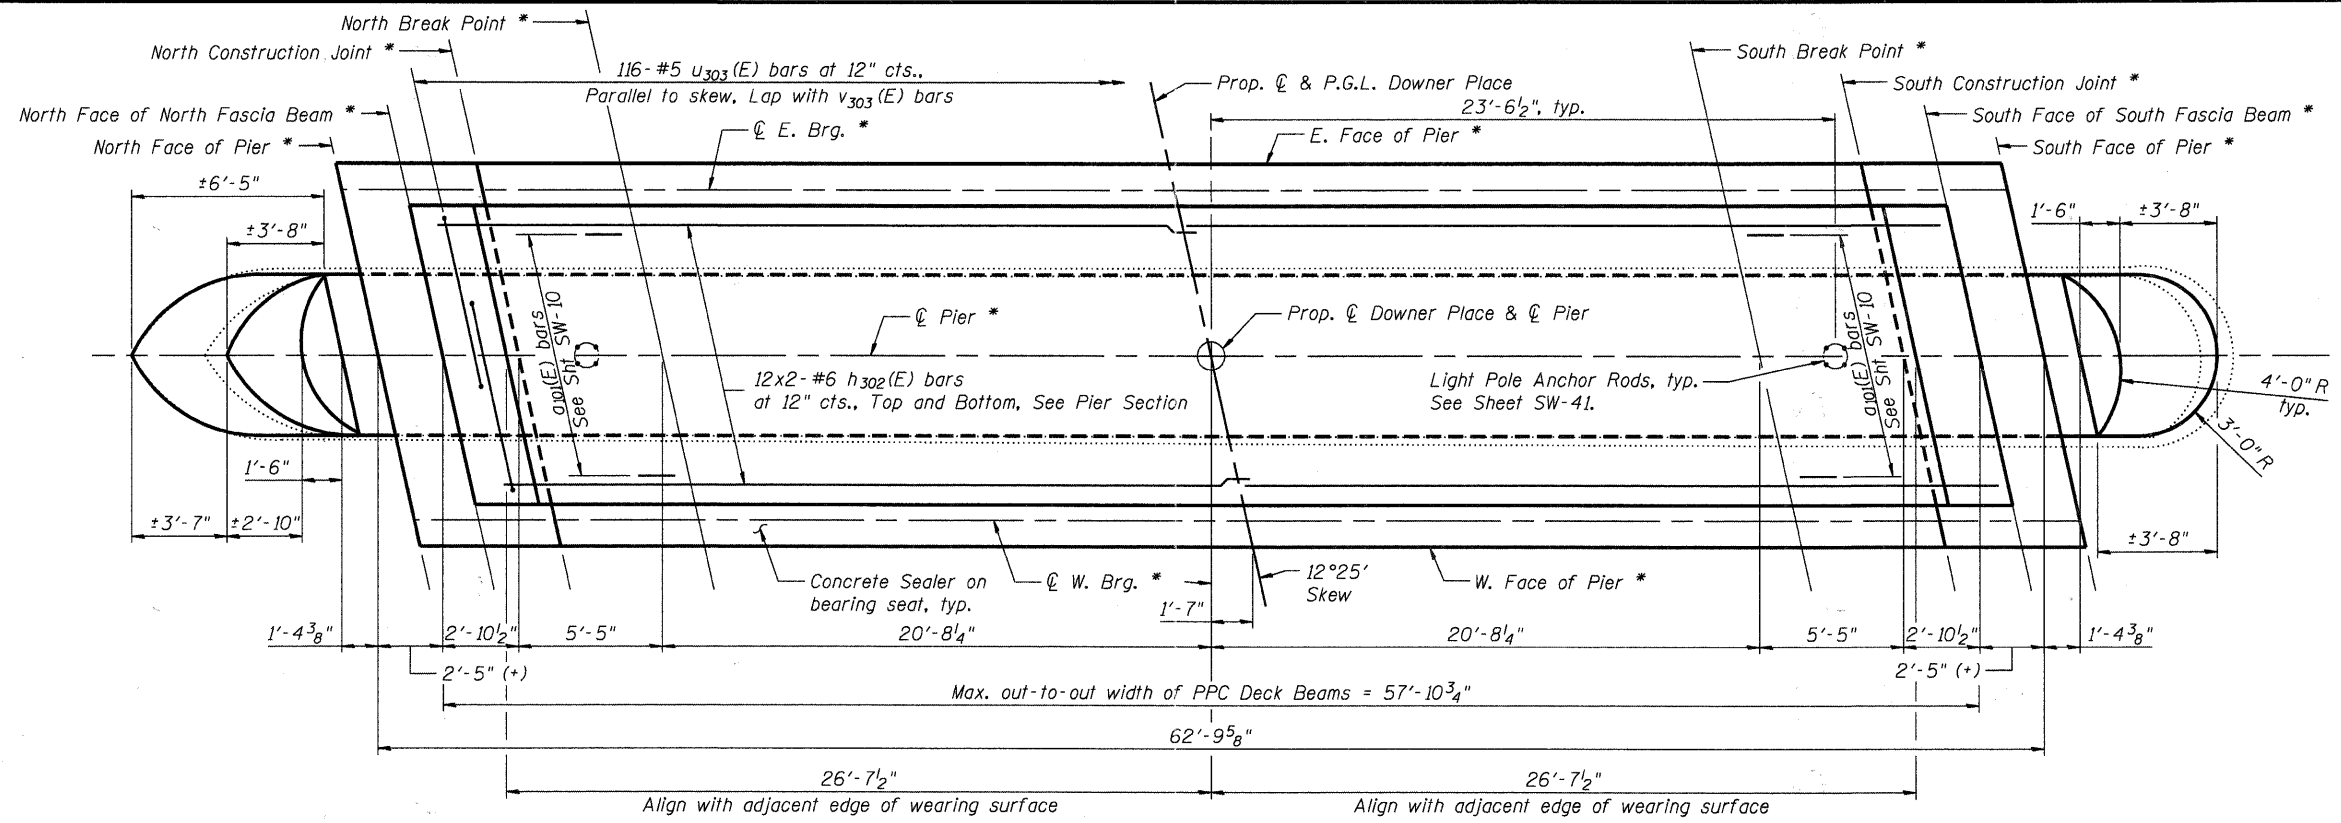 North Break Point *
North Construction Joint *
116-#5 u303(E) bars at 12" cts.,
Parallel to skew, Lap with v303(E) bars
North Face of North Fascia Beam *
North Face of Pier *
℄ E. Brg. *
Prop. ℄ & P.G.L. Downer Place
23'-6½", typ.
E. Face of Pier *
South Break Point *
South Construction Joint *
South Face of South Fascia Beam *
South Face of Pier *
±6'-5"
±3'-8"
1'-6"
±3'-8"
a101(E) bars
See Sht SW-10
℄ Pier *
Prop. ℄ Downer Place & ℄ Pier
12x2-#6 h302(E) bars
at 12" cts., Top and Bottom, See Pier Section
Light Pole Anchor Rods, typ.
See Sheet SW-41.
a101(E) bars
See Sht SW-10
4'-0" R
typ.
3'-0" R
1'-6"
±3'-7"
±2'-10"
±3'-8"
Concrete Sealer on
bearing seat, typ.
℄ W. Brg. *
1'-7"
12°25'
Skew
W. Face of Pier *
1'-4⅜"
2'-10½"
5'-5"
20'-8¼"
20'-8¼"
5'-5"
2'-10½"
1'-4⅜"
2'-5" (+)
2'-5" (+)
Max. out-to-out width of PPC Deck Beams = 57'-10¾"
62'-9⅝"
26'-7½"
26'-7½"
Align with adjacent edge of wearing surface
Align with adjacent edge of wearing surface